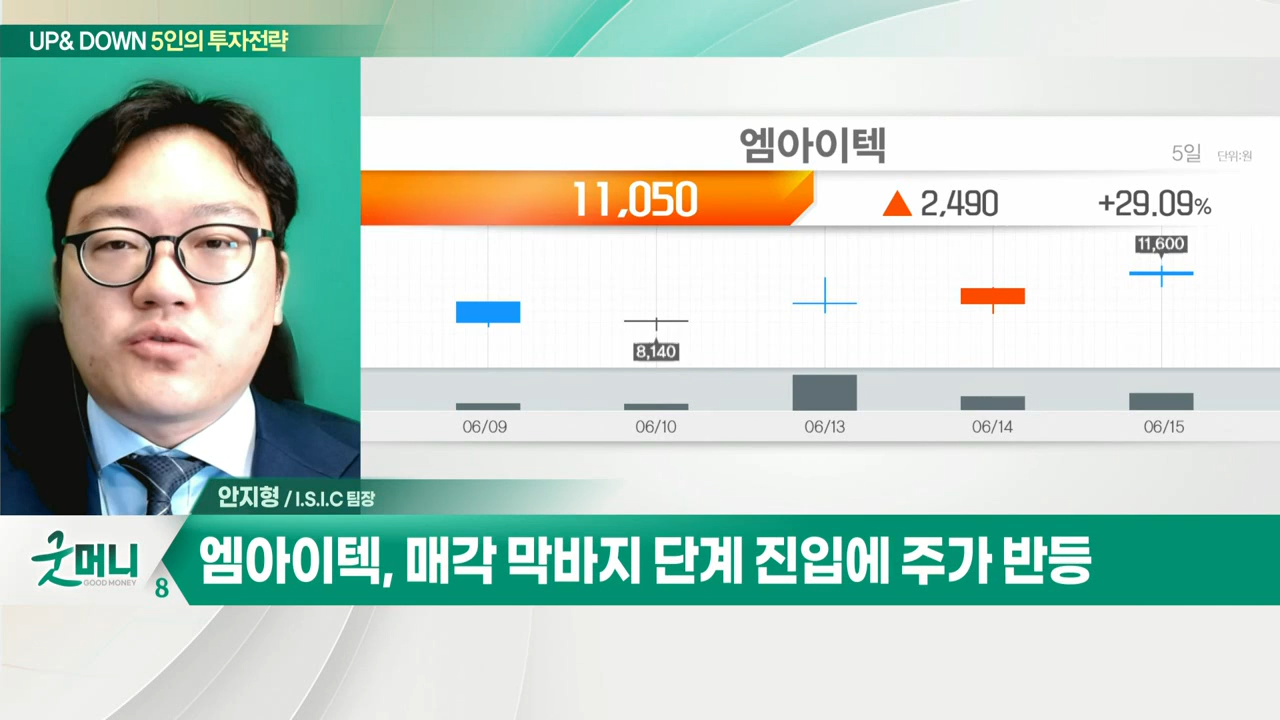 UP& DOWN 5인의 투자전략
엠아이텍
5일 단위:원
11,050 ▲ 2,490 +29.09%
11,600
8,140
06/09 06/10 06/13 06/14 06/15
안지형 / I.S.I.C 팀장
굿머니
GOOD MONEY
8
엠아이텍, 매각 막바지 단계 진입에 주가 반등